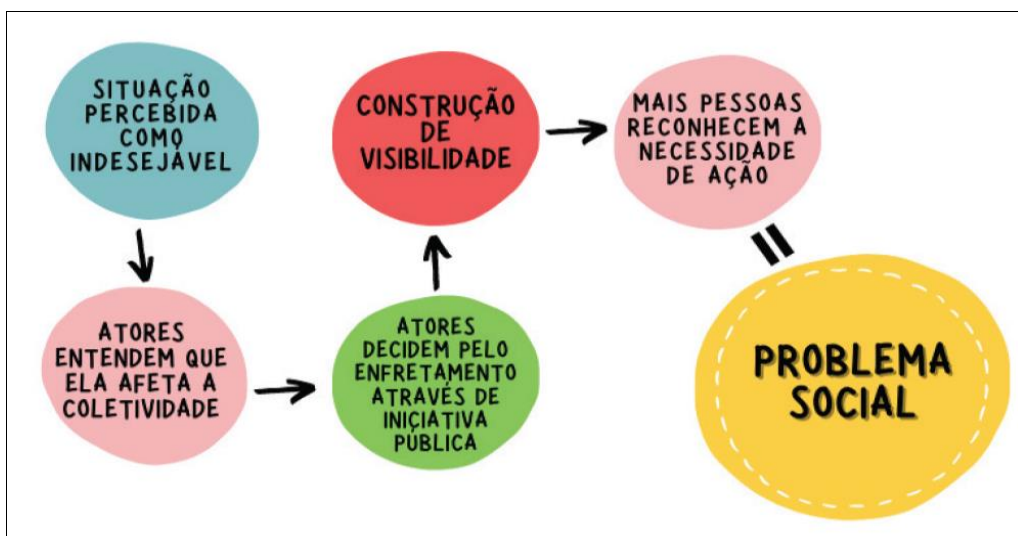 SITUAÇÃO
PERCEBIDA
COMO
INDESEJÁVEL
ATORES
ENTENDEM QUE
ELA AFETA A
COLETIVIDADE
ATORES
DECIDEM PELO
ENFRETAMENTO
ATRAVÉS DE
INICIATIVA
PÚBLICA
CONSTRUÇÃO
DE
VISIBILIDADE
MAIS PESSOAS
RECONHECEM A
NECESSIDADE
DE AÇÃO
PROBLEMA
SOCIAL